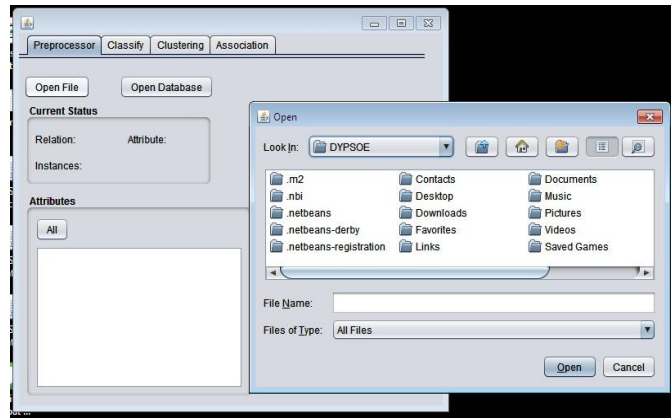 Preprocessor Classify Clustering Association
Open File Open Database
Current Status
Relation: Attribute:
Instances:
Attributes
All
Open
Look In: DYPSOE
.m2 Contacts Documents
.nbi Desktop Music
.netbeans Downloads Pictures
.netbeans-derby Favorites Videos
.netbeans-registration Links Saved Games
File Name:
Files of Type: All Files
Open Cancel